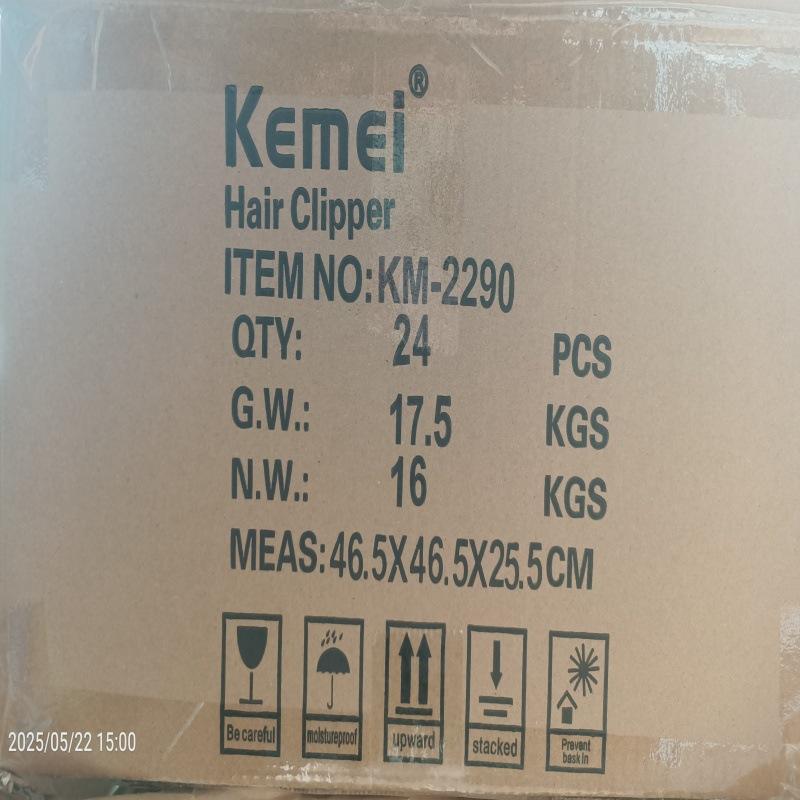 Kemei®
Hair Clipper
ITEM NO:KM-2290
QTY: 24 PCS
G.W.: 17.5 KGS
N.W.: 16 KGS
MEAS:46.5X46.5X25.5CM
Be careful moistureproof upward stacked Prevent bask in
2025/05/22 15:00